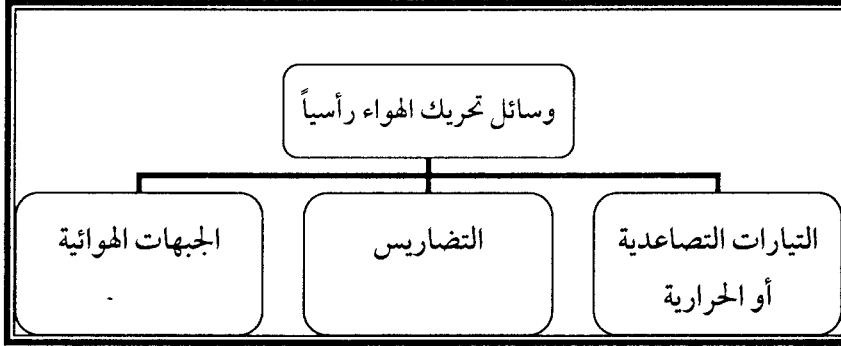 وسائل تحريك الهواء رأسياً
التيارات التصاعدية
أو الحرارية
التضاريس
الجبهات الهوائية